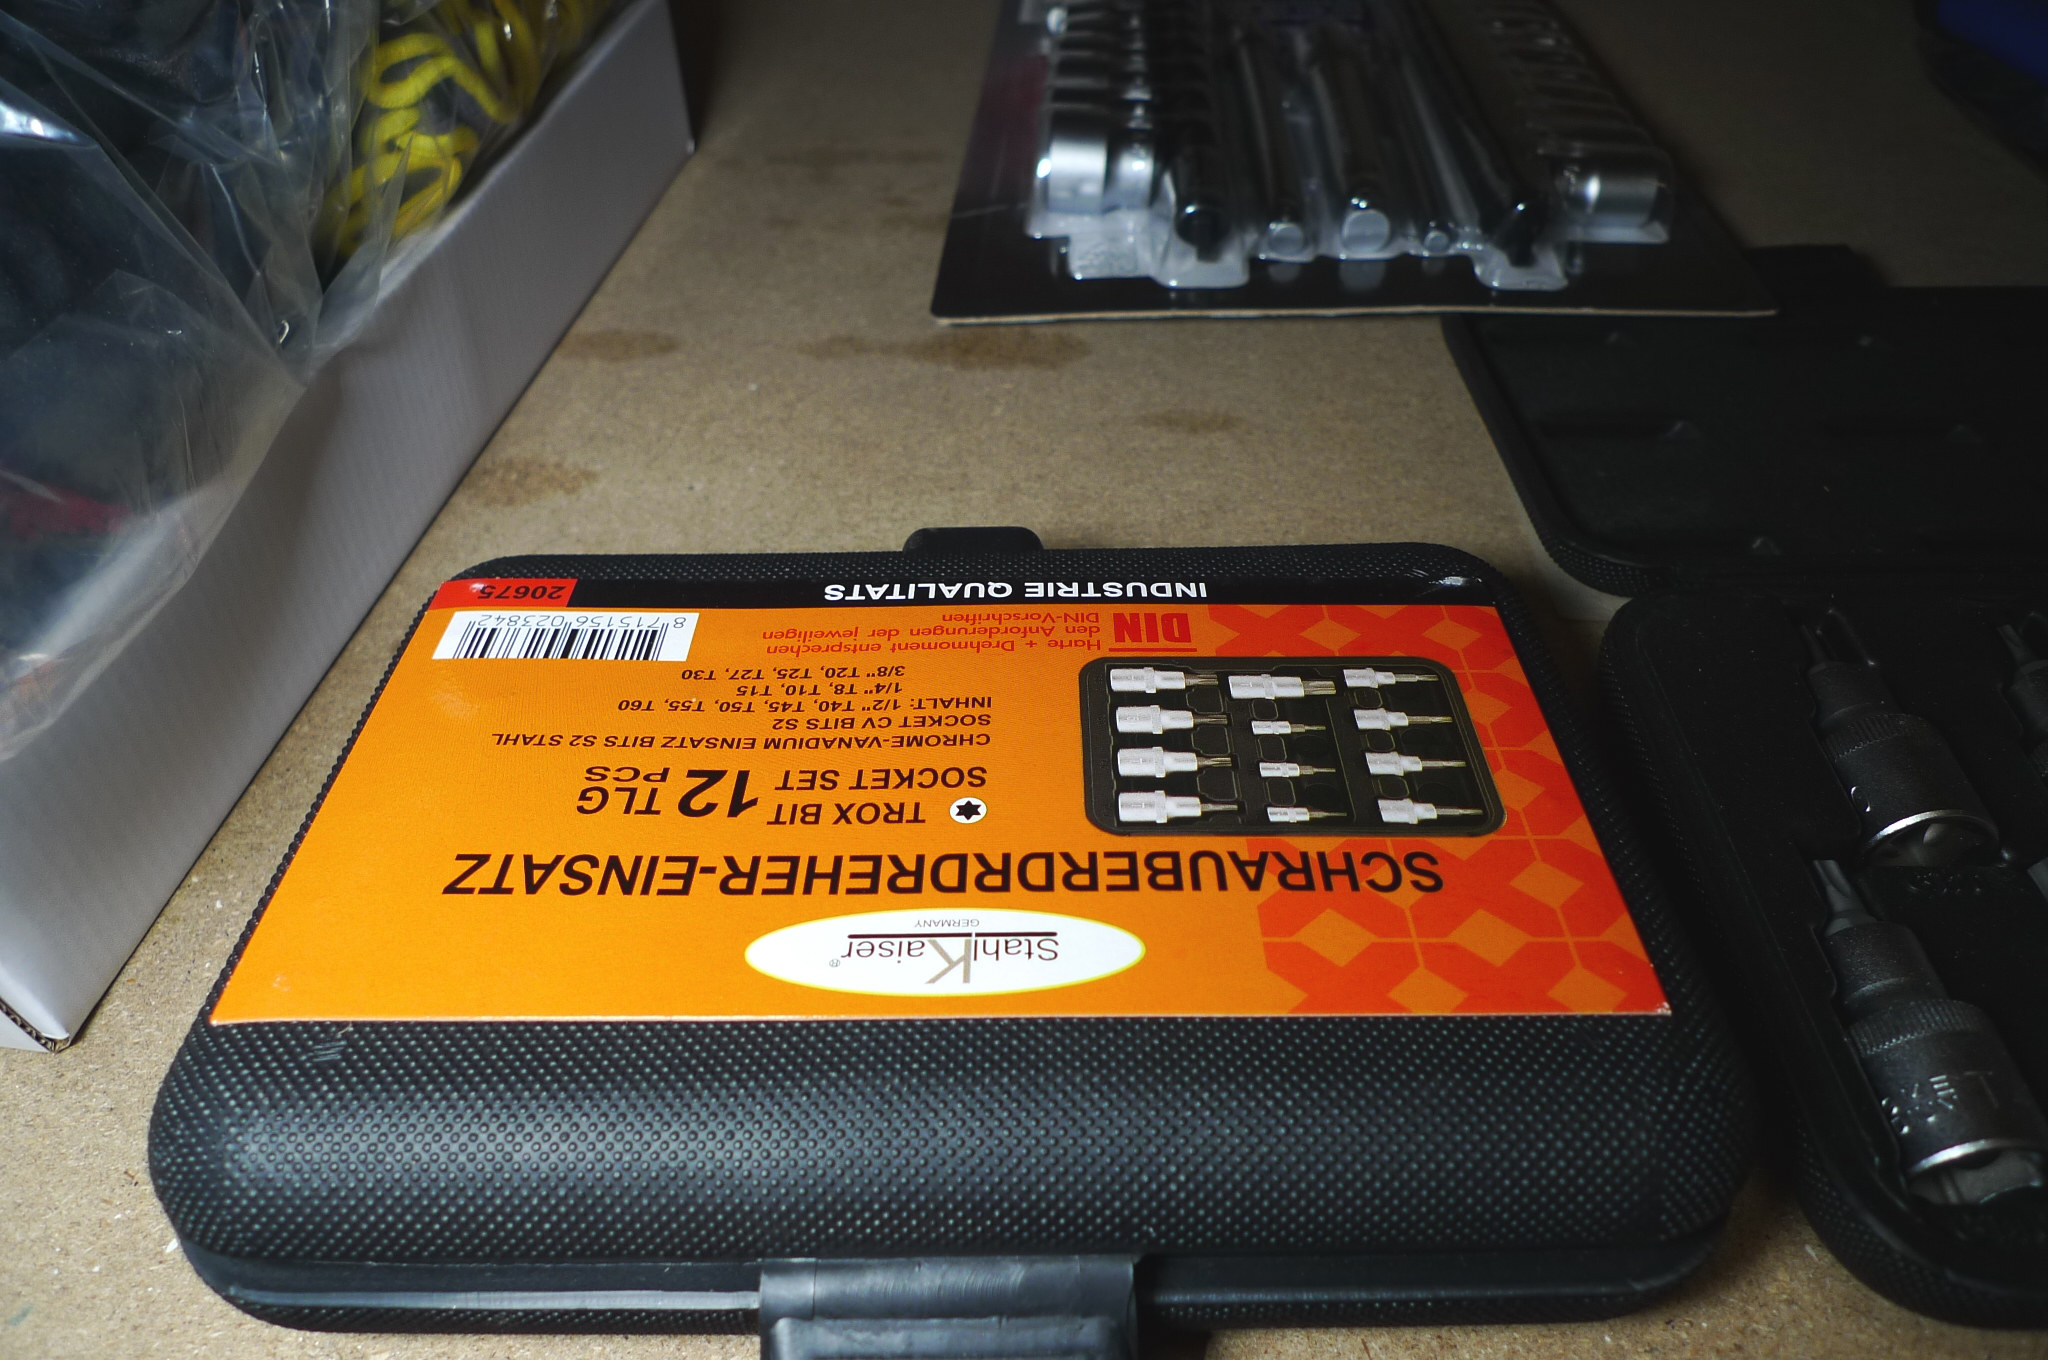 StahlKaiser®
GERMANY
SCHRAUBERDRDRDREHER-EINSATZ
TROX BIT
SOCKET SET
12 TLG
PCS
CHROME-VANADIUM EINSATZ BITS S2 STAHL
SOCKET CV BITS S2
INHALT: 1/2" T40, T45, T50, T55, T60
1/4" T8, T10, T15
3/8" T20, T25, T27, T30
DIN
Harte + Drehmoment entsprechen
den Anforderungen der jeweiligen
DIN-Vorschriften
8 715156 023842
INDUSTRIE QUALITATS
20675